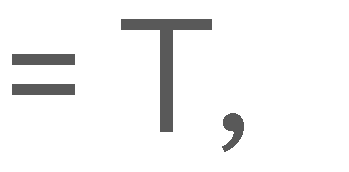 = T,